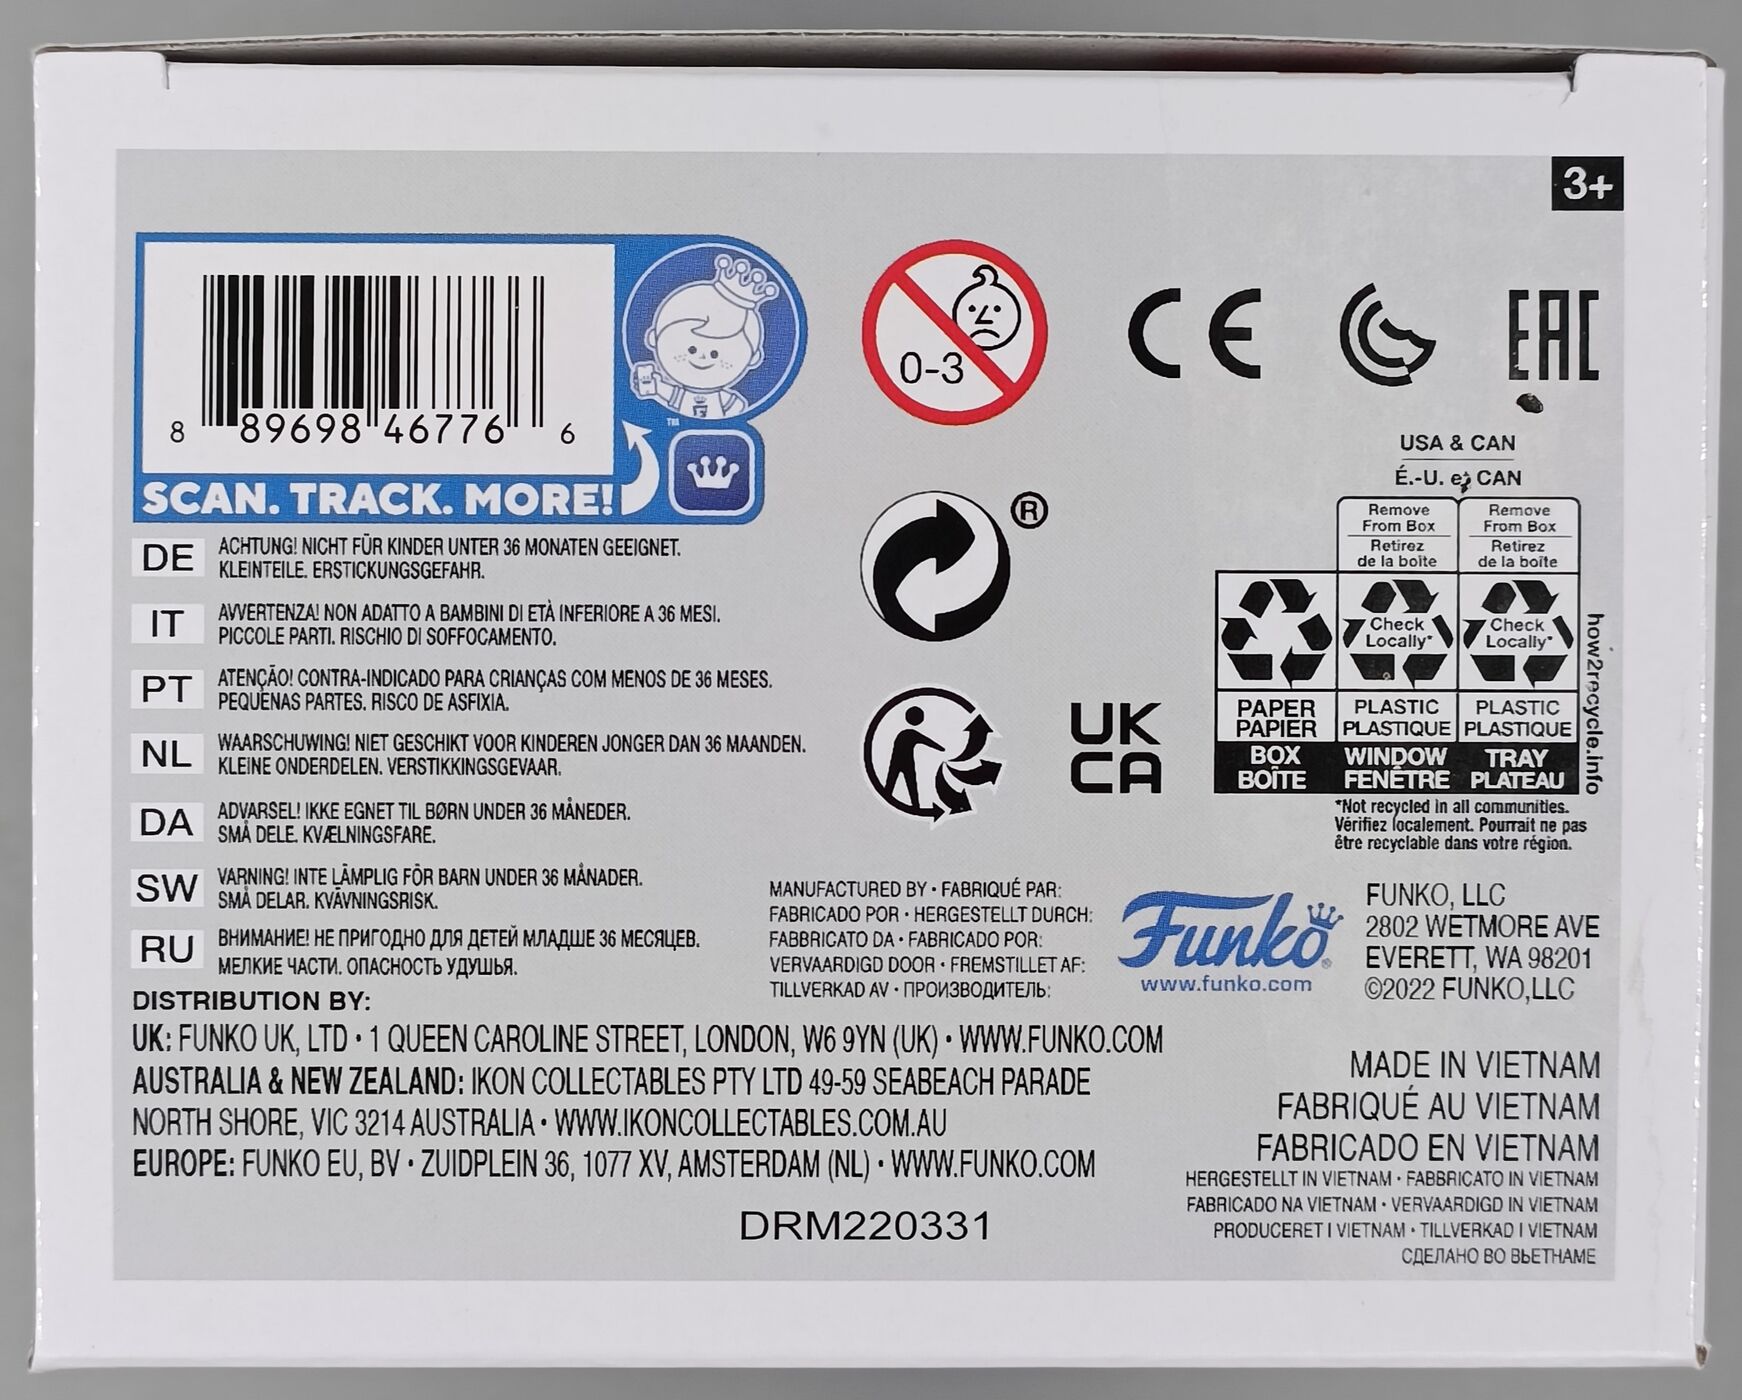 3+
8 89698 46776 6
SCAN. TRACK. MORE!
TM
0-3
CE
EAC
USA & CAN
É.-U. et CAN
Remove
From Box
Retirez
de la boîte
Remove
From Box
Retirez
de la boîte
Check
Locally*
Check
Locally*
PAPER
PAPIER
PLASTIC
PLASTIQUE
PLASTIC
PLASTIQUE
BOX
BOÎTE
WINDOW
FENÊTRE
TRAY
PLATEAU
how2recycle.info
*Not recycled in all communities.
Vérifiez localement. Pourrait ne pas
être recyclable dans votre région.
®
UK
CA
DE ACHTUNG! NICHT FÜR KINDER UNTER 36 MONATEN GEEIGNET.
KLEINTEILE. ERSTICKUNGSGEFAHR.
IT AVVERTENZA! NON ADATTO A BAMBINI DI ETÀ INFERIORE A 36 MESI.
PICCOLE PARTI. RISCHIO DI SOFFOCAMENTO.
PT ATENÇÃO! CONTRA-INDICADO PARA CRIANÇAS COM MENOS DE 36 MESES.
PEQUENAS PARTES. RISCO DE ASFIXIA.
NL WAARSCHUWING! NIET GESCHIKT VOOR KINDEREN JONGER DAN 36 MAANDEN.
KLEINE ONDERDELEN. VERSTIKKINGSGEVAAR.
DA ADVARSEL! IKKE EGNET TIL BØRN UNDER 36 MÅNEDER.
SMÅ DELE. KVÆLNINGSFARE.
SW VARNING! INTE LÄMPLIG FÖR BARN UNDER 36 MÅNADER.
SMÅ DELAR. KVÄVNINGSRISK.
RU ВНИМАНИЕ! НЕ ПРИГОДНО ДЛЯ ДЕТЕЙ МЛАДШЕ 36 МЕСЯЦЕВ.
МЕЛКИЕ ЧАСТИ. ОПАСНОСТЬ УДУШЬЯ.
MANUFACTURED BY • FABRIQUÉ PAR:
FABRICADO POR • HERGESTELLT DURCH:
FABBRICATO DA • FABRICADO POR:
VERVAARDIGD DOOR • FREMSTILLET AF:
TILLVERKAD AV • ПРОИЗВОДИТЕЛЬ:
Funko®
www.funko.com
FUNKO, LLC
2802 WETMORE AVE
EVERETT, WA 98201
©2022 FUNKO,LLC
DISTRIBUTION BY:
UK: FUNKO UK, LTD • 1 QUEEN CAROLINE STREET, LONDON, W6 9YN (UK) • WWW.FUNKO.COM
AUSTRALIA & NEW ZEALAND: IKON COLLECTABLES PTY LTD 49-59 SEABEACH PARADE
NORTH SHORE, VIC 3214 AUSTRALIA • WWW.IKONCOLLECTABLES.COM.AU
EUROPE: FUNKO EU, BV • ZUIDPLEIN 36, 1077 XV, AMSTERDAM (NL) • WWW.FUNKO.COM
DRM220331
MADE IN VIETNAM
FABRIQUÉ AU VIETNAM
FABRICADO EN VIETNAM
HERGESTELLT IN VIETNAM • FABBRICATO IN VIETNAM
FABRICADO NA VIETNAM • VERVAARDIGD IN VIETNAM
PRODUCERET I VIETNAM • TILLVERKAD I VIETNAM
СДЕЛАНО ВО ВЬЕТНАМЕ